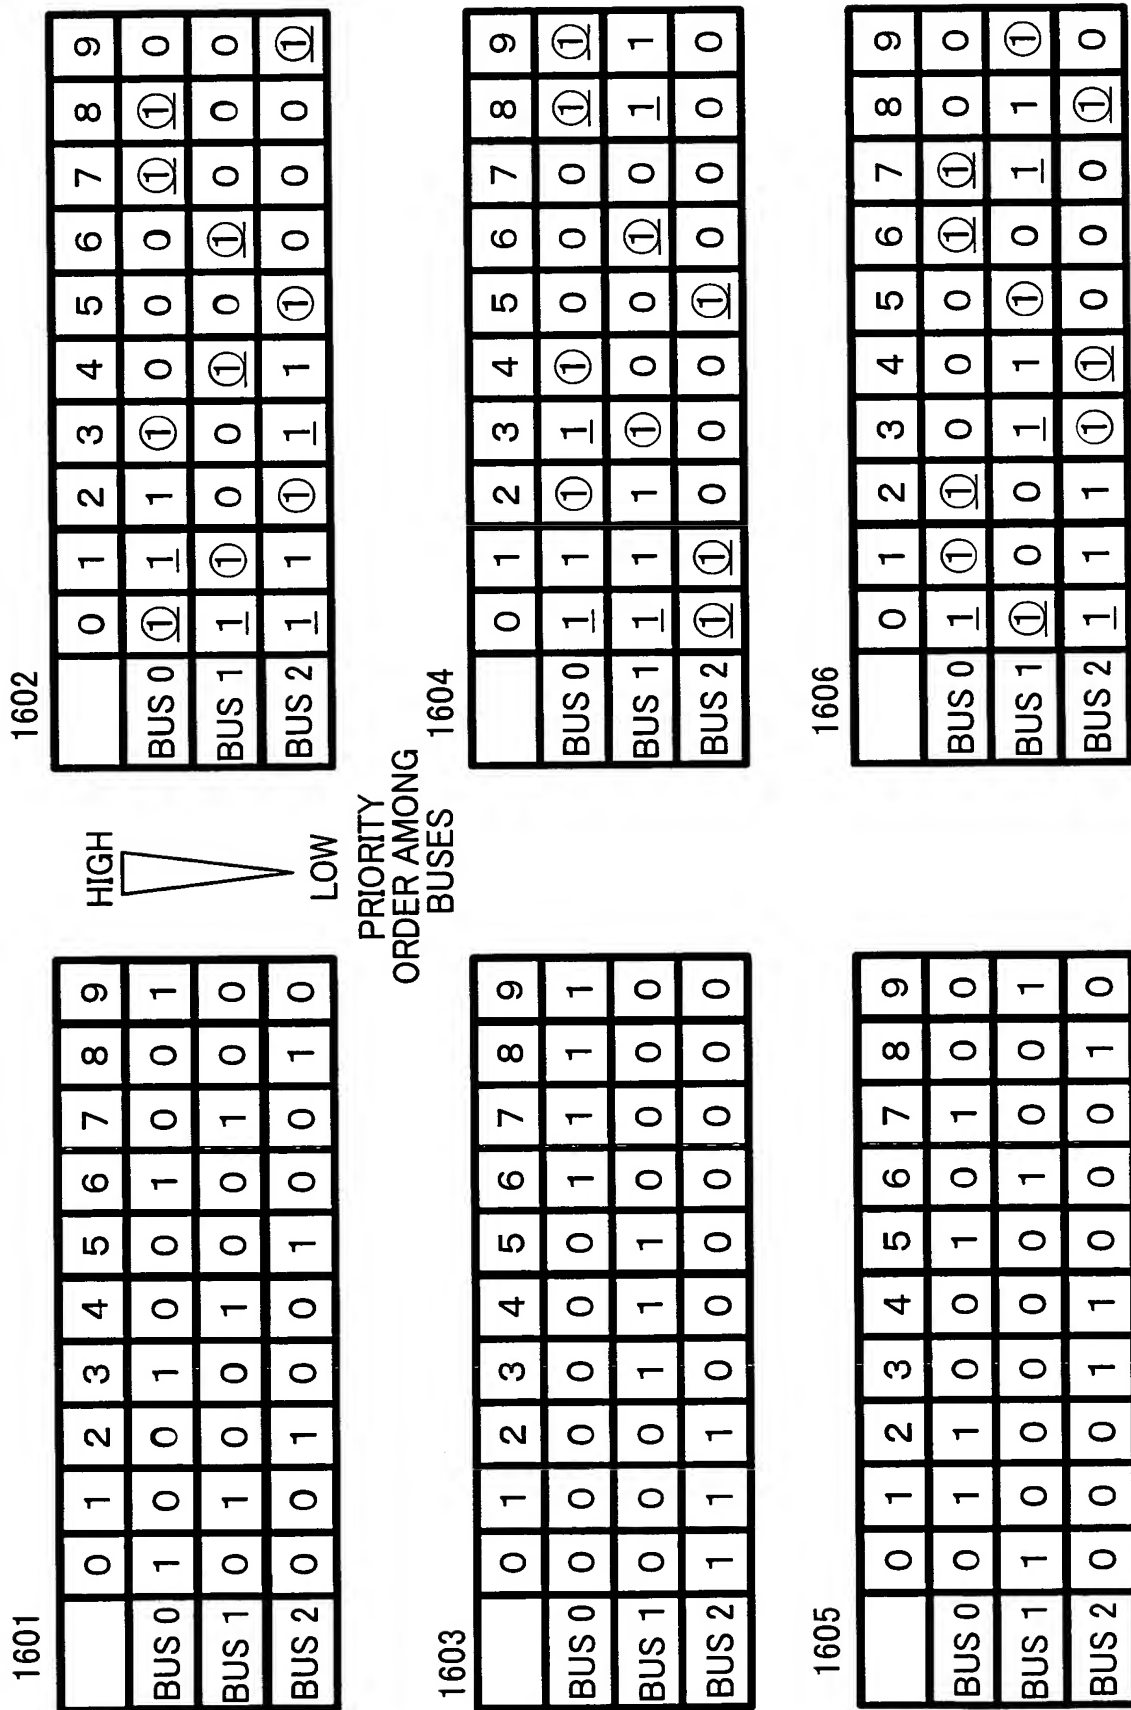 1601
0 1 2 3 4 5 6 7 8 9
BUS 0 1 0 0 1 0 0 1 0 0 1
BUS 1 0 1 0 0 1 0 0 1 0 0
BUS 2 0 0 1 0 0 1 0 0 1 0
HIGH
LOW
PRIORITY
ORDER AMONG
BUSES
1602
0 1 2 3 4 5 6 7 8 9
BUS 0 ① 1 1 ① 0 0 0 ① ① 0
BUS 1 1 ① 0 0 ① 0 ① 0 0 0
BUS 2 1 1 ① 1 1 ① 0 0 0 ①
1603
0 1 2 3 4 5 6 7 8 9
BUS 0 0 0 0 0 0 0 1 1 1 1
BUS 1 0 0 0 1 1 1 0 0 0 0
BUS 2 1 1 1 0 0 0 0 0 0 0
1604
0 1 2 3 4 5 6 7 8 9
BUS 0 1 1 ① 1 ① 0 0 0 ① ①
BUS 1 1 1 1 ① 0 0 ① 0 1 1
BUS 2 ① ① 0 0 0 ① 0 0 0 0
1605
0 1 2 3 4 5 6 7 8 9
BUS 0 0 1 1 0 0 1 0 1 0 0
BUS 1 1 0 0 0 0 0 1 0 0 1
BUS 2 0 0 0 1 1 0 0 0 1 0
1606
0 1 2 3 4 5 6 7 8 9
BUS 0 1 ① ① 0 0 0 ① ① 0 0
BUS 1 ① 0 0 1 1 ① 0 1 1 ①
BUS 2 1 1 1 ① ① 0 0 0 ① 0